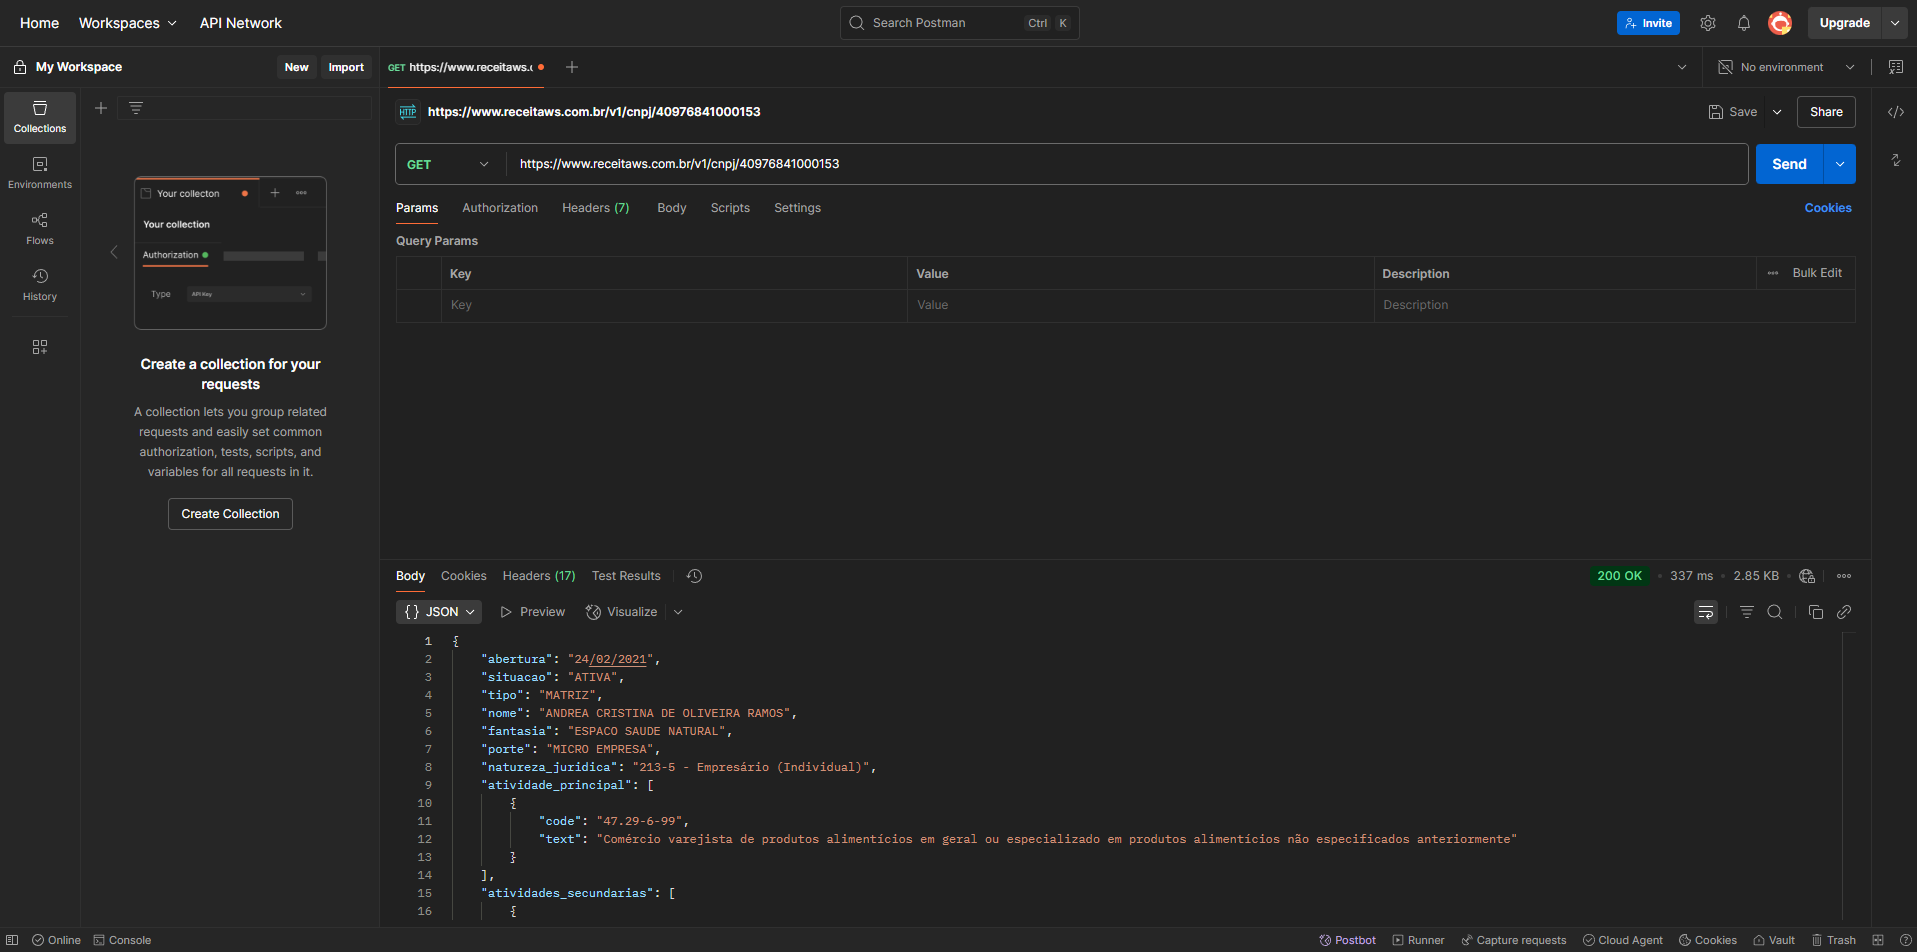 Home Workspaces API Network Search Postman Ctrl K Invite Upgrade
My Workspace New Import GET https://www.receitaws.c No environment
Collections
Environments
Flows
History
Your collecton
Your collection
Authorization
Type API Key
Create a collection for your
requests
A collection lets you group related
requests and easily set common
authorization, tests, scripts, and
variables for all requests in it.
Create Collection
HTTP https://www.receitaws.com.br/v1/cnpj/40976841000153 Save Share
GET https://www.receitaws.com.br/v1/cnpj/40976841000153 Send
Params Authorization Headers (7) Body Scripts Settings Cookies
Query Params
Key Value Description Bulk Edit
Key Value Description
Body Cookies Headers (17) Test Results 200 OK 337 ms 2.85 KB
{} JSON Preview Visualize
1 {
2 "abertura": "24/02/2021",
3 "situacao": "ATIVA",
4 "tipo": "MATRIZ",
5 "nome": "ANDREA CRISTINA DE OLIVEIRA RAMOS",
6 "fantasia": "ESPACO SAUDE NATURAL",
7 "porte": "MICRO EMPRESA",
8 "natureza_juridica": "213-5 - Empresário (Individual)",
9 "atividade_principal": [
10 {
11 "code": "47.29-6-99",
12 "text": "Comércio varejista de produtos alimentícios em geral ou especializado em produtos alimentícios não especificados anteriormente"
13 }
14 ],
15 "atividades_secundarias": [
16 {
Online Console Postbot Runner Capture requests Cloud Agent Cookies Vault Trash